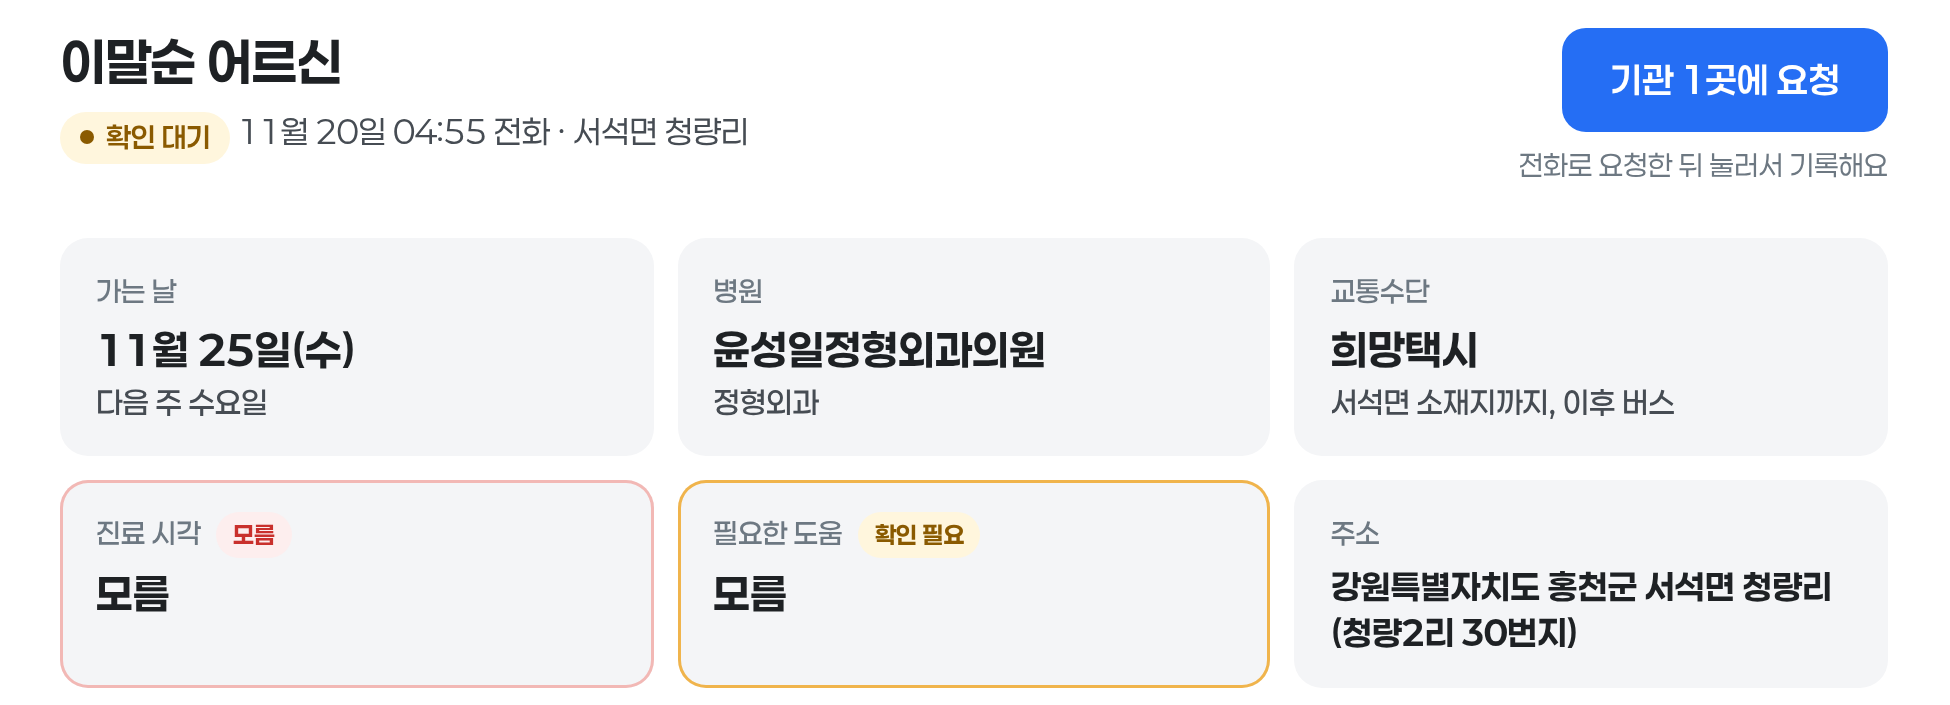 이말순 어르신
기관 1곳에 요청
확인 대기 11월 20일 04:55 전화 · 서석면 청량리
전화로 요청한 뒤 눌러서 기록해요
가는 날
11월 25일(수)
다음 주 수요일
병원
윤성일정형외과의원
정형외과
교통수단
희망택시
서석면 소재지까지, 이후 버스
진료 시각 모름
모름
필요한 도움 확인 필요
모름
주소
강원특별자치도 홍천군 서석면 청량리
(청량2리 30번지)